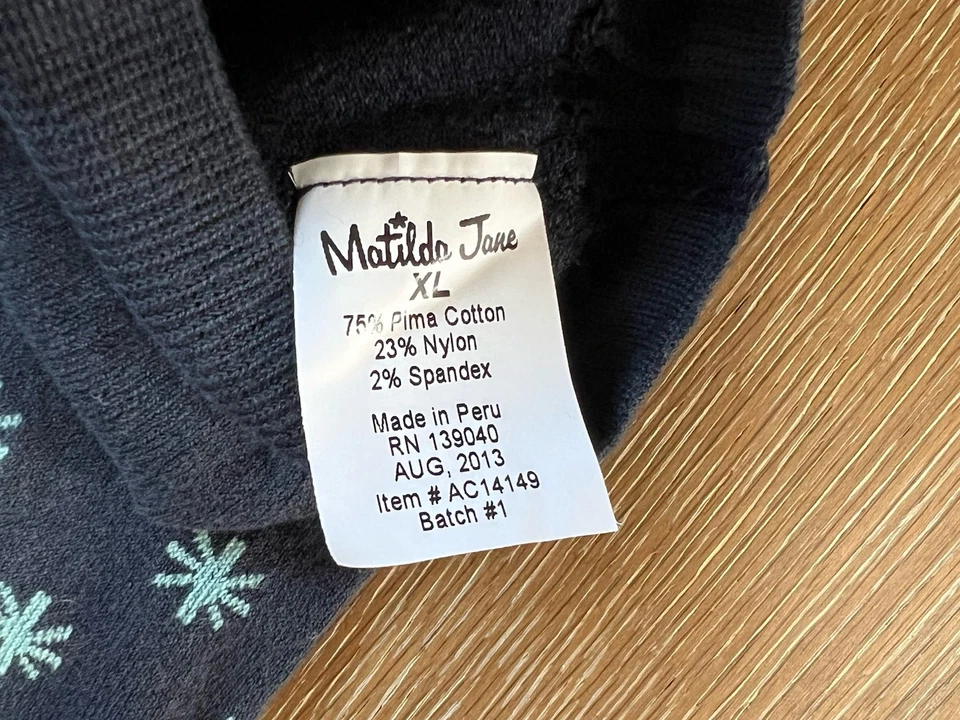 Matilda Jane
XL
75% Pima Cotton
23% Nylon
2% Spandex
Made in Peru
RN 139040
AUG, 2013
Item # AC14149
Batch #1